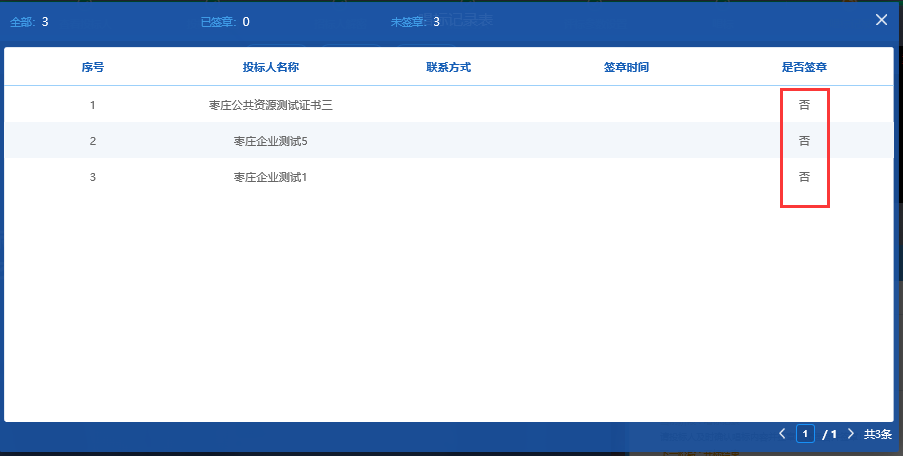 全部: 3 已签章: 0 未签章: 3
序号 投标人名称 联系方式 签章时间 是否签章
1 枣庄公共资源测试证书三 否
2 枣庄企业测试5 否
3 枣庄企业测试1 否
1 / 1 共3条